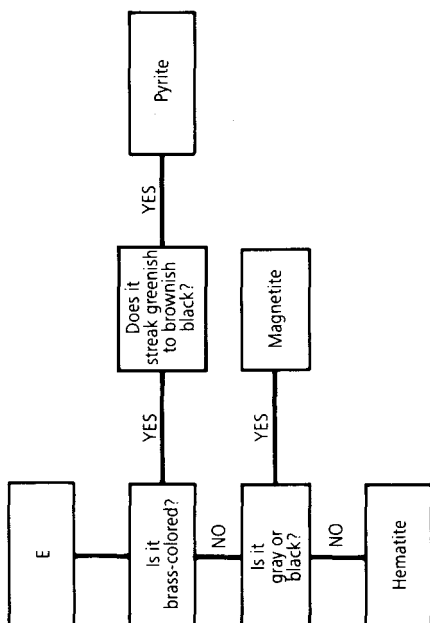 E
Is it
brass-colored?
YES
Does it
streak greenish
to brownish
black?
YES
Pyrite
NO
Is it
gray or
black?
YES
Magnetite
NO
Hematite